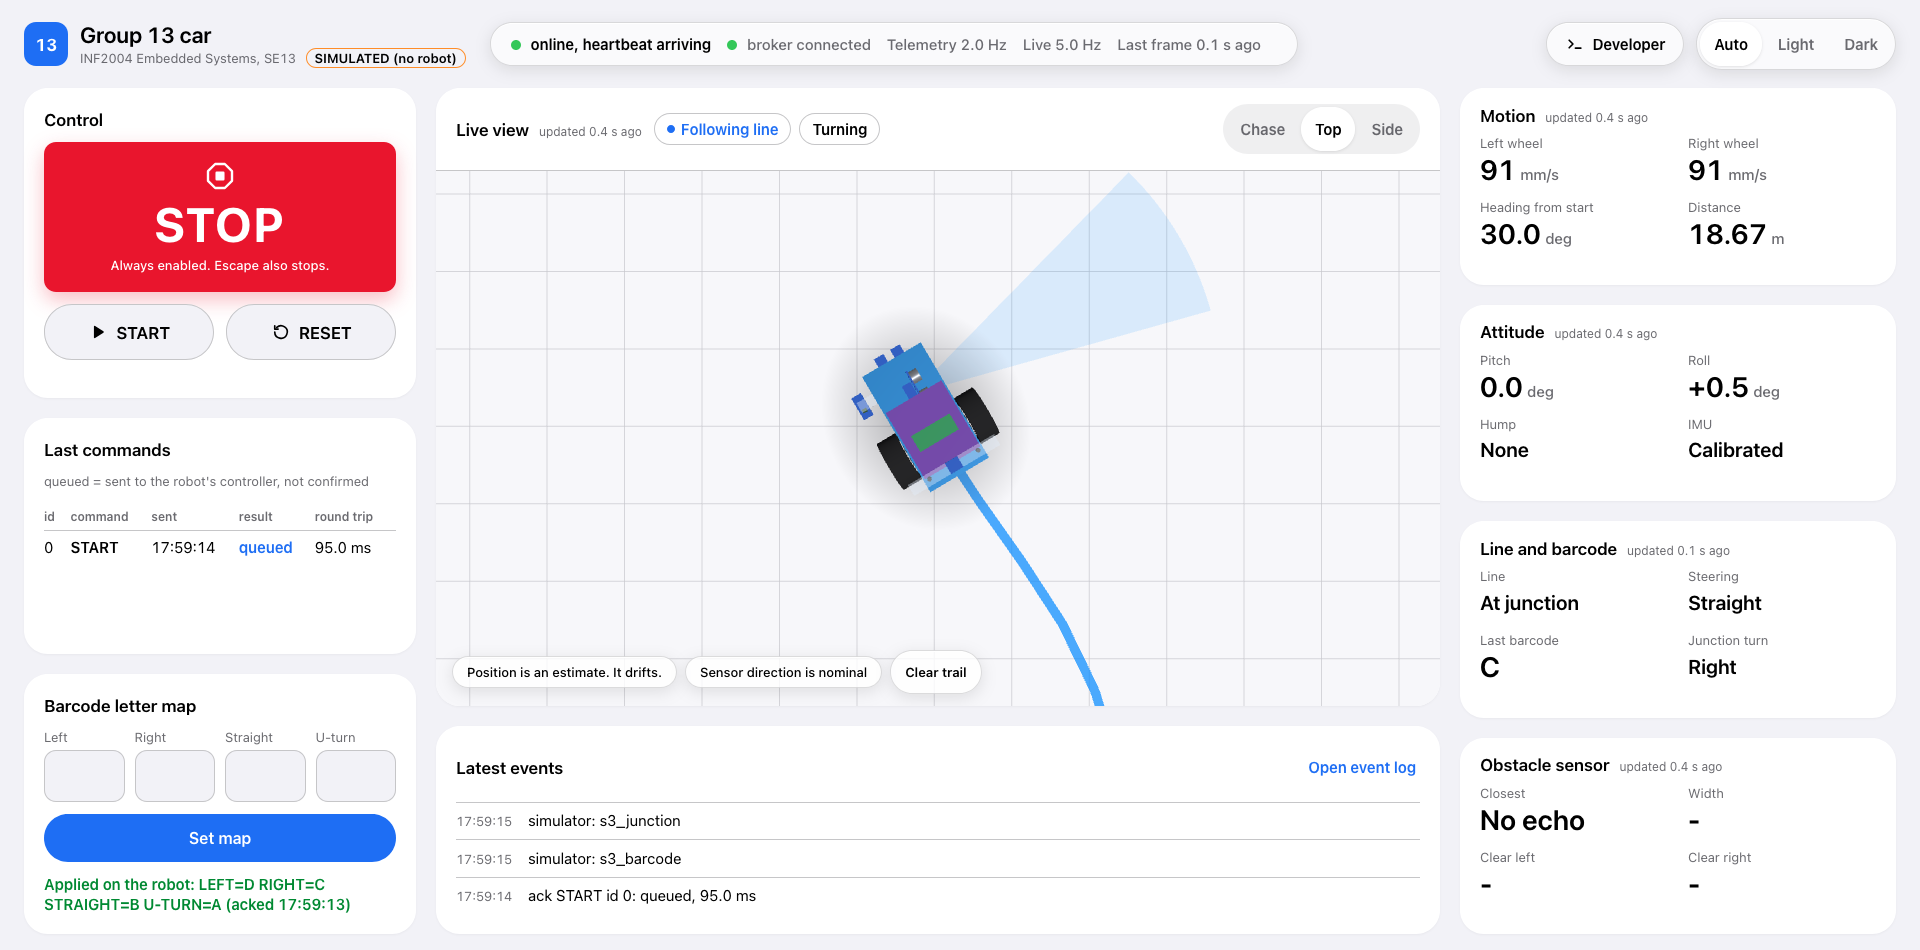 13
Group 13 car
INF2004 Embedded Systems, SE13
SIMULATED (no robot)
online, heartbeat arriving
broker connected
Telemetry 2.0 Hz
Live 5.0 Hz
Last frame 0.1 s ago
Developer
Auto
Light
Dark
Control
STOP
Always enabled. Escape also stops.
START
RESET
Last commands
queued = sent to the robot's controller, not confirmed
id command sent result round trip
0 START 17:59:14 queued 95.0 ms
Barcode letter map
Left Right Straight U-turn
Set map
Applied on the robot: LEFT=D RIGHT=C
STRAIGHT=B U-TURN=A (acked 17:59:13)
Live view updated 0.4 s ago
Following line
Turning
Chase
Top
Side
Position is an estimate. It drifts.
Sensor direction is nominal
Clear trail
Latest events
Open event log
17:59:15 simulator: s3_junction
17:59:15 simulator: s3_barcode
17:59:14 ack START id 0: queued, 95.0 ms
Motion updated 0.4 s ago
Left wheel Right wheel
91 mm/s 91 mm/s
Heading from start Distance
30.0 deg 18.67 m
Attitude updated 0.4 s ago
Pitch Roll
0.0 deg +0.5 deg
Hump IMU
None Calibrated
Line and barcode updated 0.1 s ago
Line Steering
At junction Straight
Last barcode Junction turn
C Right
Obstacle sensor updated 0.4 s ago
Closest Width
No echo -
Clear left Clear right
- -